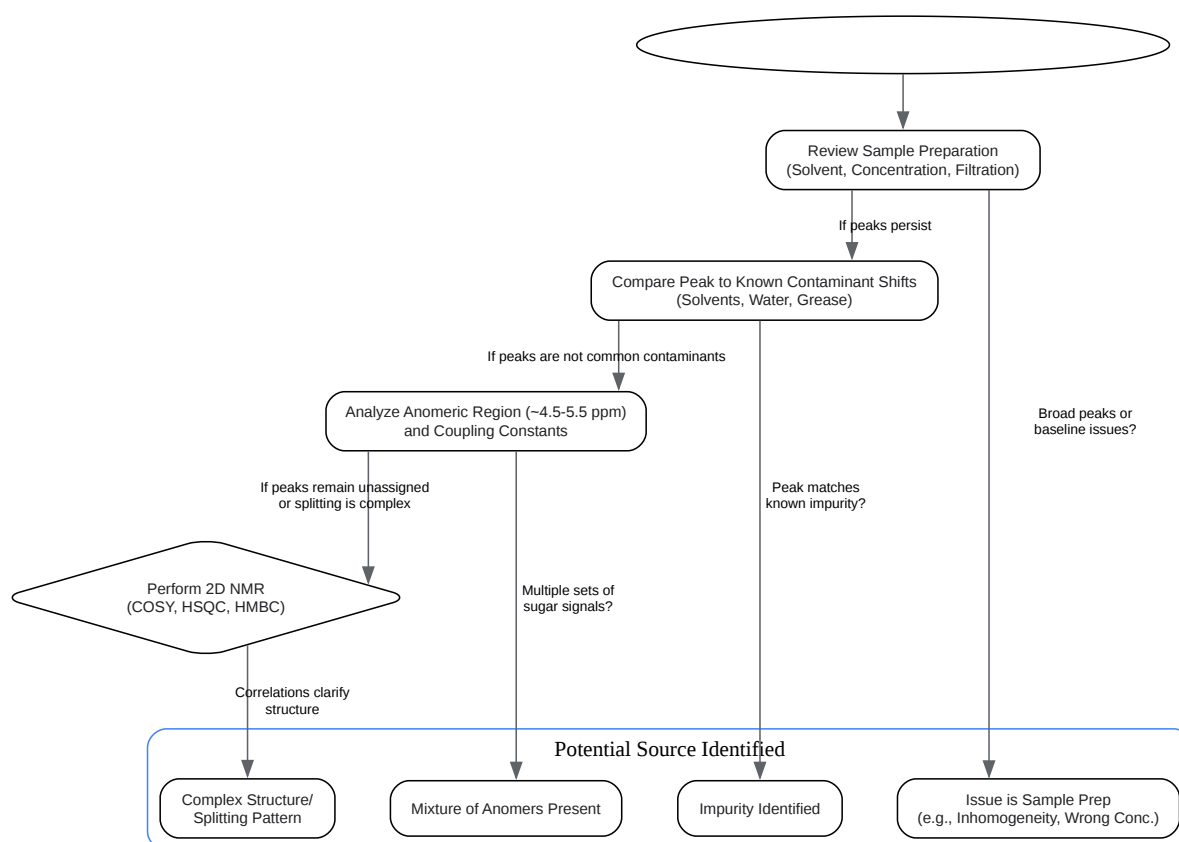 Review Sample Preparation
(Solvent, Concentration, Filtration)
If peaks persist
Compare Peak to Known Contaminant Shifts
(Solvents, Water, Grease)
If peaks are not common contaminants
Analyze Anomeric Region (~4.5-5.5 ppm)
and Coupling Constants
Broad peaks or
baseline issues?
If peaks remain unassigned
or splitting is complex
Peak matches
known impurity?
Perform 2D NMR
(COSY, HSQC, HMBC)
Multiple sets of
sugar signals?
Correlations clarify
structure
Potential Source Identified
Complex Structure/
Splitting Pattern
Mixture of Anomers Present
Impurity Identified
Issue is Sample Prep
(e.g., Inhomogeneity, Wrong Conc.)